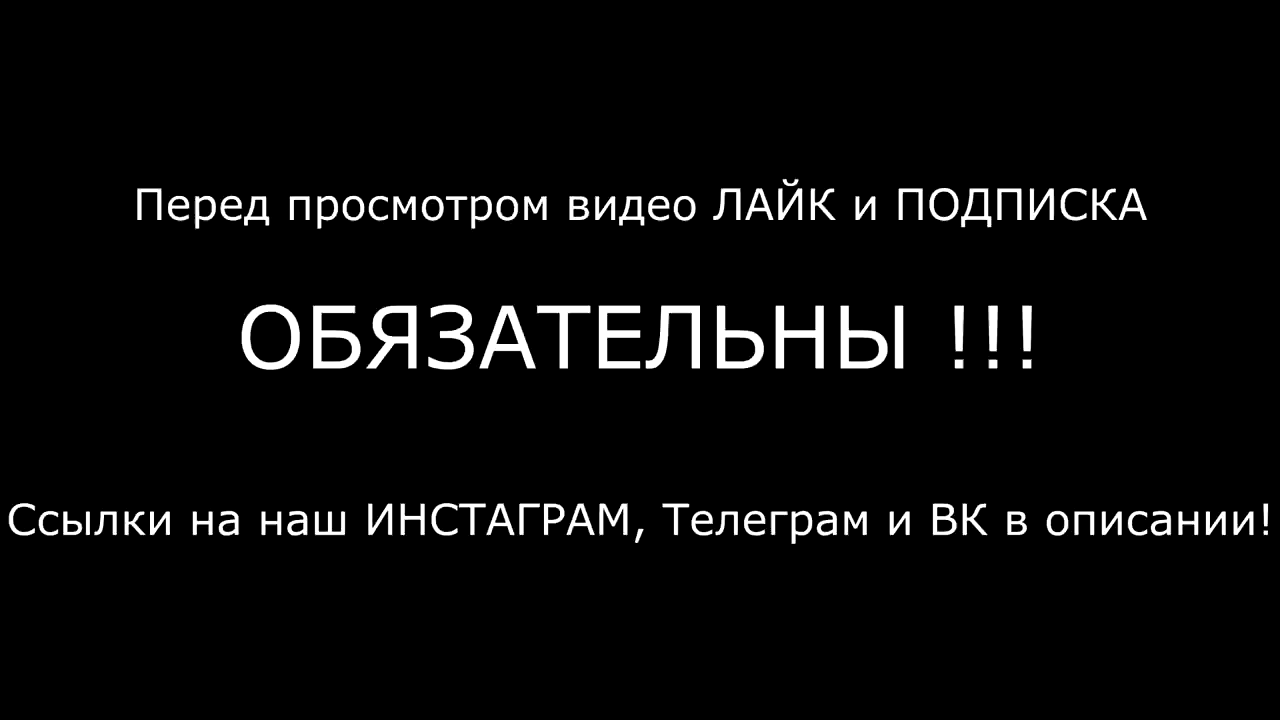 Перед просмотром видео ЛАЙК и ПОДПИСКА
ОБЯЗАТЕЛЬНЫ !!!
Ссылки на наш ИНСТАГРАМ, Телеграм и ВК в описании!